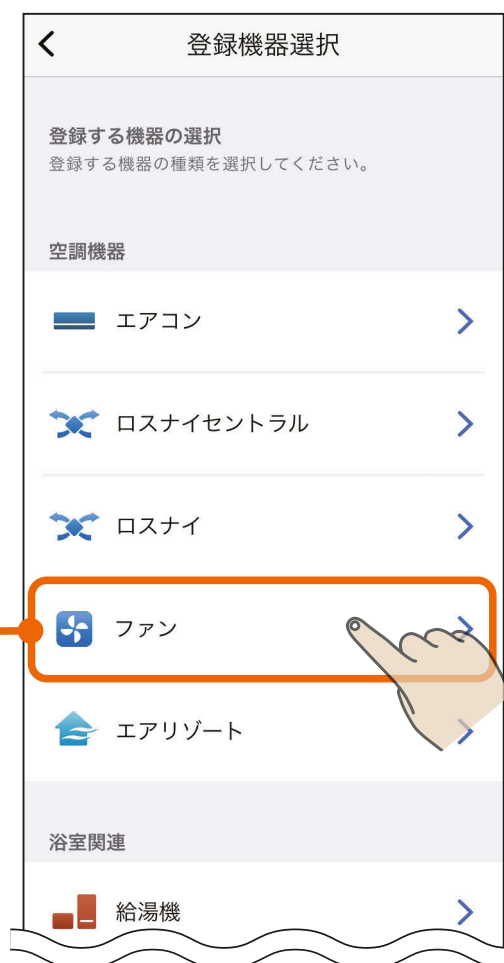 登録機器選択
登録する機器の選択
登録する機器の種類を選択してください。
空調機器
エアコン
ロスナイセントラル
ロスナイ
ファン
エアリゾート
浴室関連
給湯機